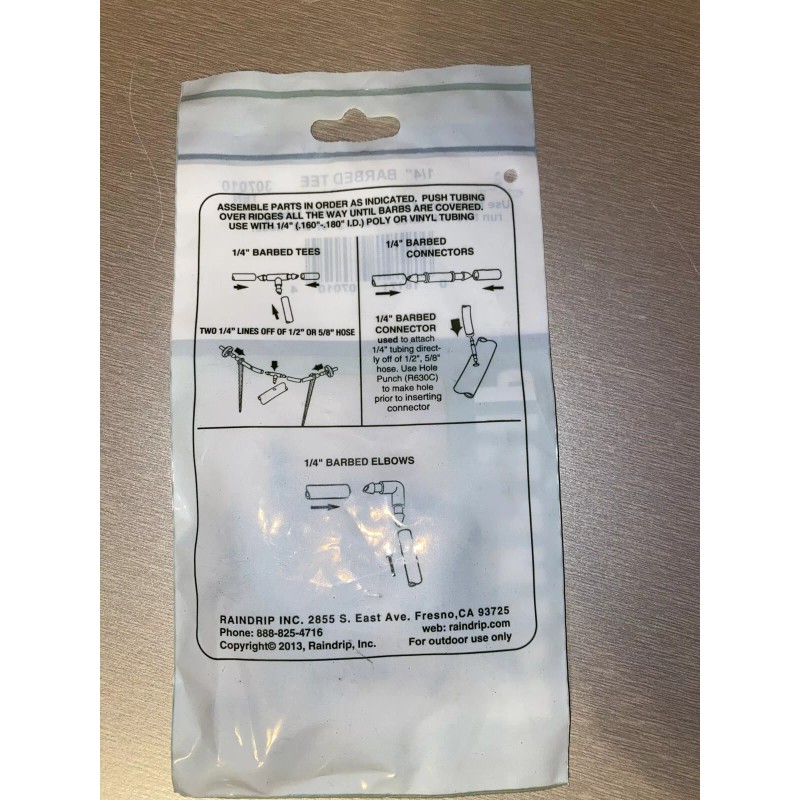 1/4" BARBED TEE
307010
ASSEMBLE PARTS IN ORDER AS INDICATED. PUSH TUBING
OVER RIDGES ALL THE WAY UNTIL BARBS ARE COVERED.
USE WITH 1/4" (.160"-.180" I.D.) POLY OR VINYL TUBING
1/4" BARBED TEES
TWO 1/4" LINES OFF OF 1/2" OR 5/8" HOSE
1/4" BARBED
CONNECTORS
1/4" BARBED
CONNECTOR
used to attach
1/4" tubing direct-
ly off of 1/2", 5/8"
hose. Use Hole
Punch (R630C)
to make hole
prior to inserting
connector
1/4" BARBED ELBOWS
RAINDRIP INC. 2855 S. East Ave. Fresno,CA 93725
Phone: 888-825-4716
web: raindrip.com
Copyright© 2013, Raindrip, Inc.
For outdoor use only